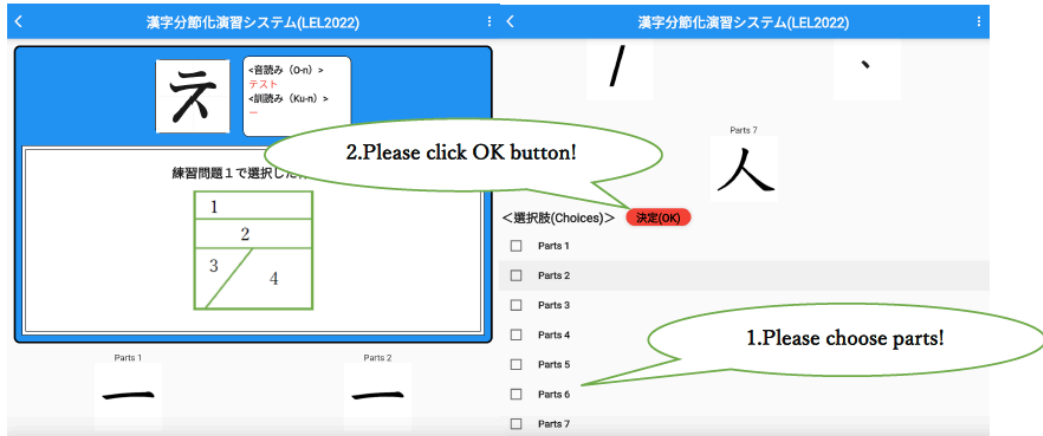 漢字分節化演習システム(LEL2022)
<音読み（O-n）>
テスト
<訓読み（Ku-n）>
ー
練習問題１で選択した
1
2
3
4
Parts 1
Parts 2
一
一
漢字分節化演習システム(LEL2022)
/
、
Parts 7
人
2.Please click OK button!
＜選択肢(Choices)＞
決定(OK)
Parts 1
Parts 2
Parts 3
Parts 4
Parts 5
Parts 6
Parts 7
1.Please choose parts!